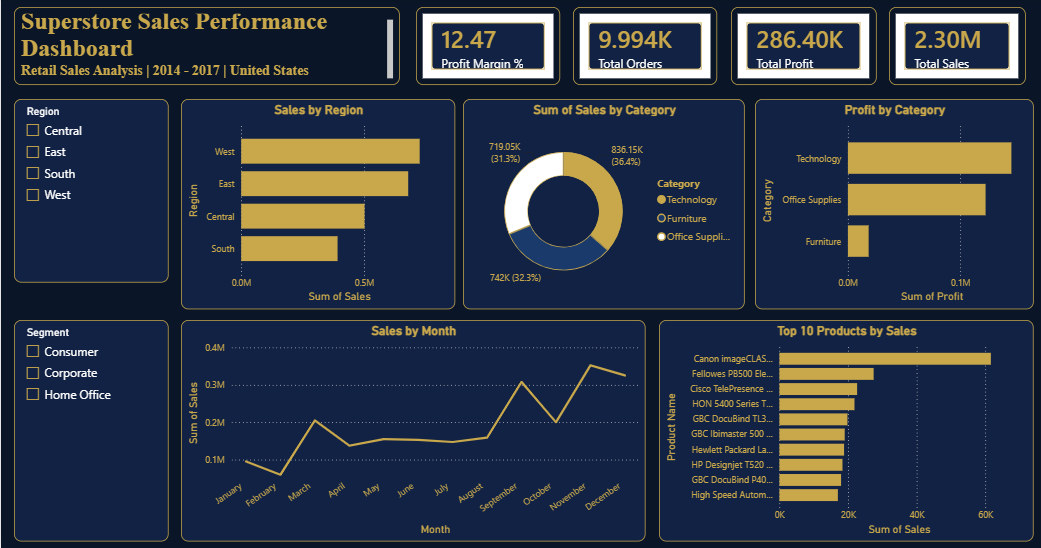 Superstore Sales Performance
Dashboard
Retail Sales Analysis | 2014 - 2017 | United States
12.47
Profit Margin %
9.994K
Total Orders
286.40K
Total Profit
2.30M
Total Sales
Region
Central
East
South
West
Sales by Region
Region
West
East
Central
South
0.0M
0.5M
Sum of Sales
Sum of Sales by Category
719.05K
(31.3%)
836.15K
(36.4%)
742K (32.3%)
Category
Technology
Furniture
Office Suppli...
Profit by Category
Category
Technology
Office Supplies
Furniture
0.0M
0.1M
Sum of Profit
Segment
Consumer
Corporate
Home Office
Sales by Month
Sum of Sales
0.4M
0.3M
0.2M
0.1M
January
February
March
April
May
June
July
August
September
October
November
December
Month
Top 10 Products by Sales
Product Name
Canon imageCLAS...
Fellowes PB500 Ele...
Cisco TelePresence ...
HON 5400 Series T...
GBC DocuBind TL3...
GBC Ibimaster 500 ...
Hewlett Packard La...
HP Designjet T520 ...
GBC DocuBind P40...
High Speed Autom...
0K
20K
40K
60K
Sum of Sales